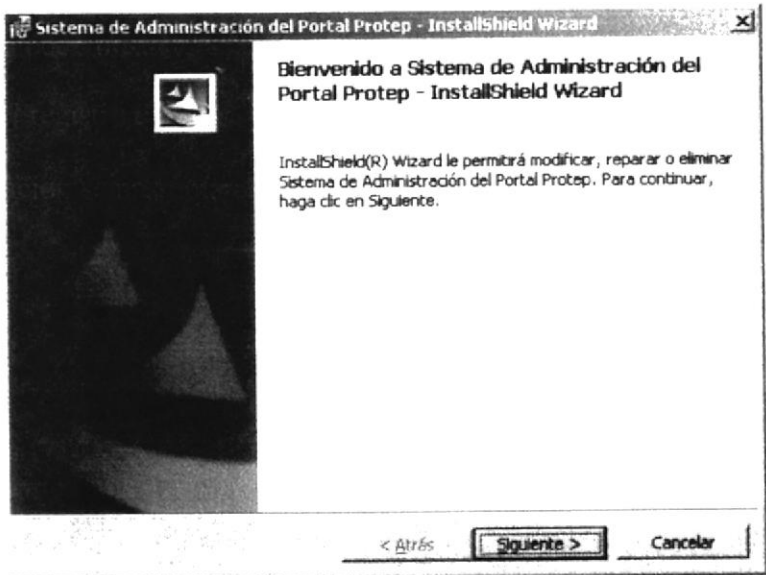 Sistema de Administración del Portal Protep - InstallShield Wizard
Bienvenido a Sistema de Administración del
Portal Protep - InstallShield Wizard
InstallShield(R) Wizard le permitirá modificar, reparar o eliminar
Sistema de Administración del Portal Protep. Para continuar,
haga clic en Siguiente.
< Atrás Siguiente > Cancelar